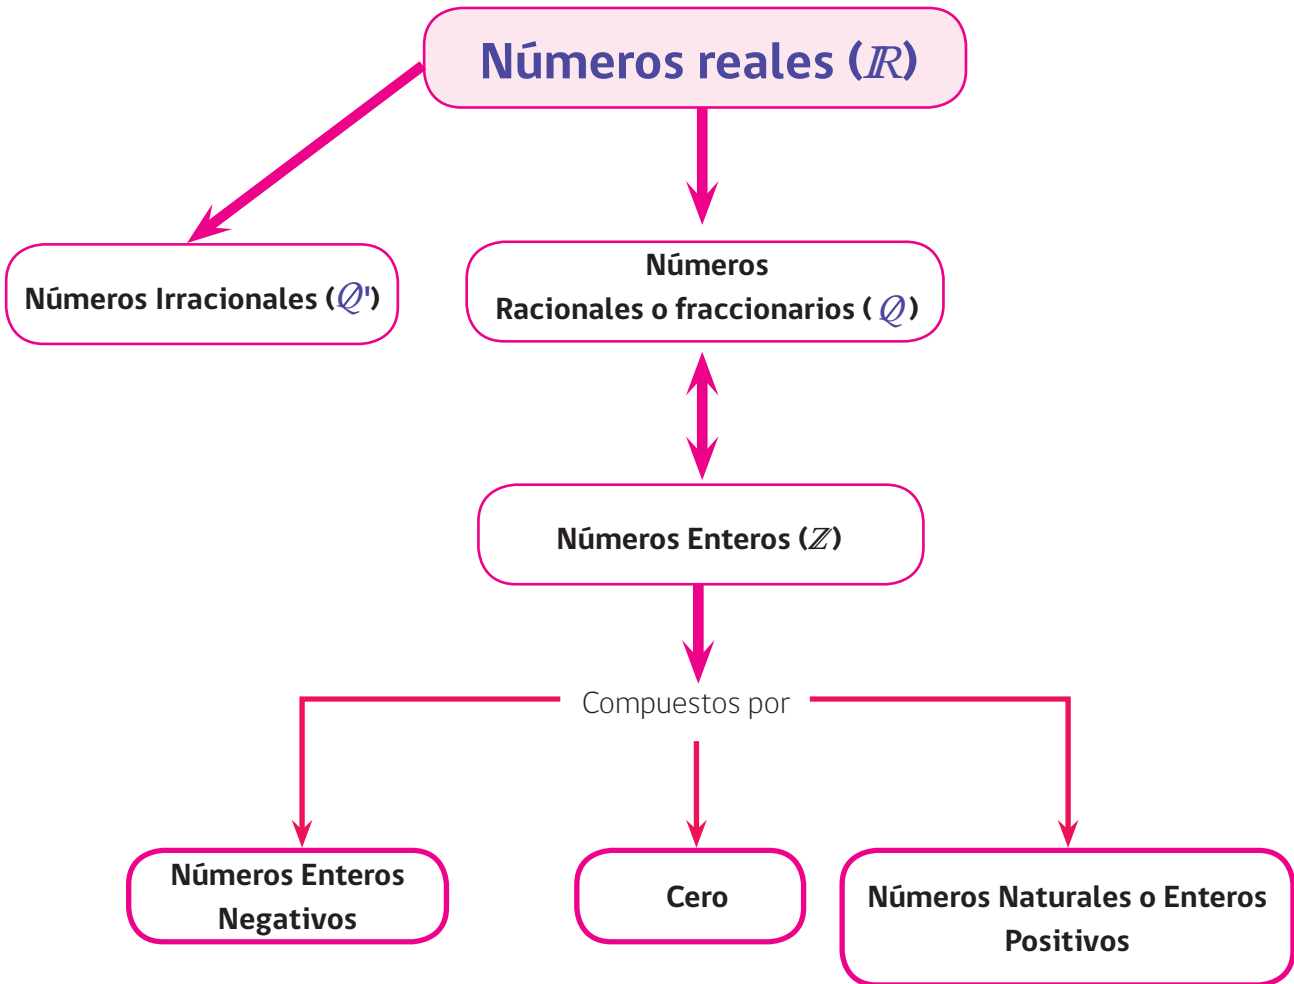 Números reales (ℝ)
Números Irracionales (ℚ')
Números
Racionales o fraccionarios ( ℚ )
Números Enteros (ℤ)
Compuestos por
Números Enteros
Negativos
Cero
Números Naturales o Enteros
Positivos